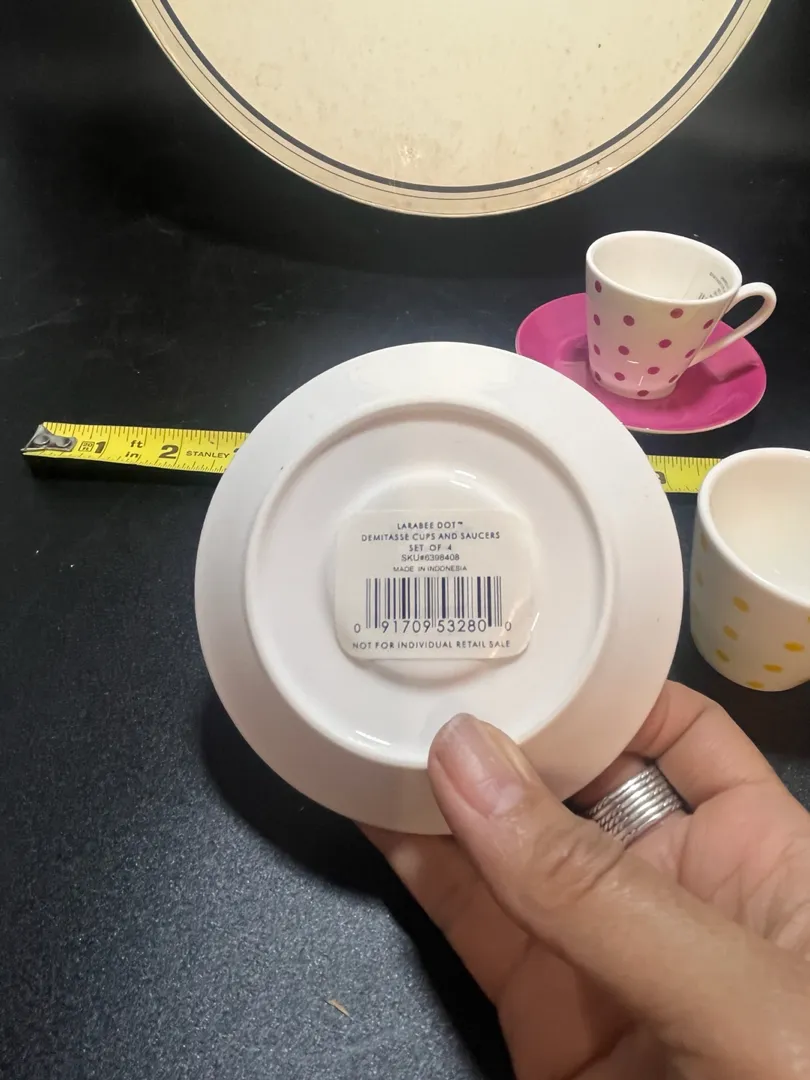 1 ft in 2 STANLEY
LARABEE DOT™
DEMITASSE CUPS AND SAUCERS
SET OF 4
SKU#6398408
MADE IN INDONESIA
0 91709 53280 0
NOT FOR INDIVIDUAL RETAIL SALE